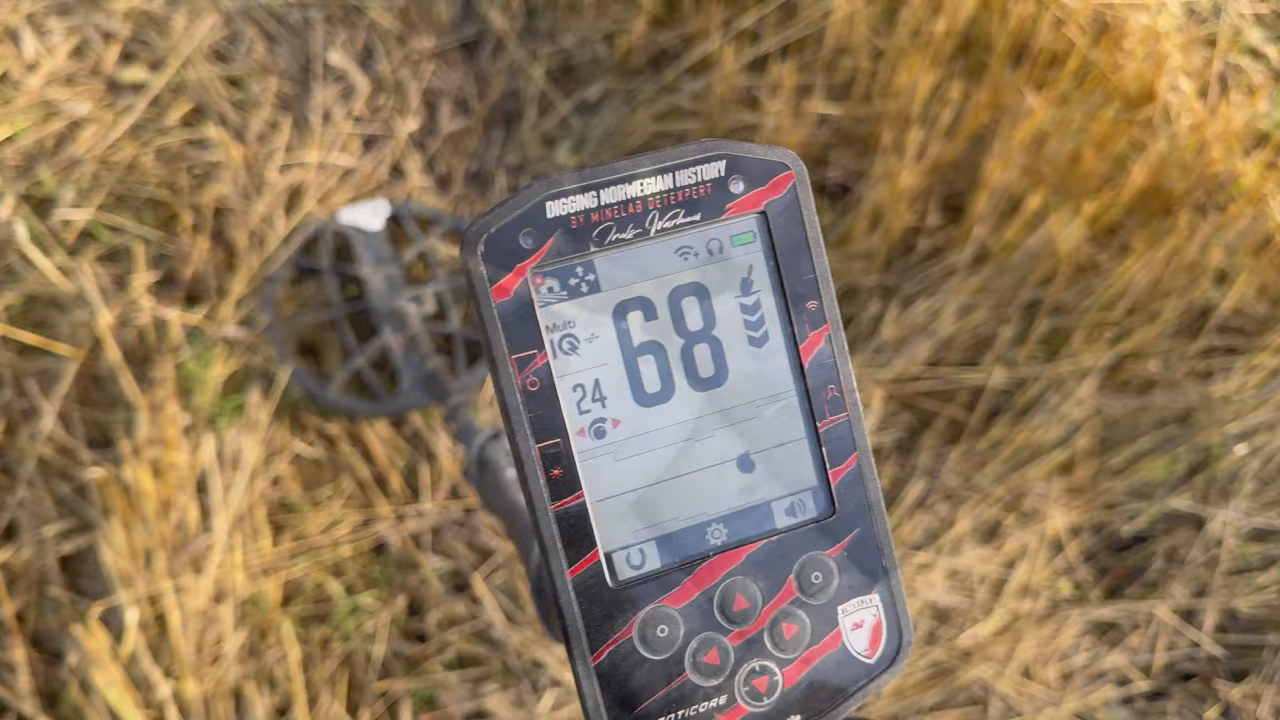 DIGGING NORWEGIAN HISTORY
BY MINELAB DETEXPERT
Multi
IQ
68
24